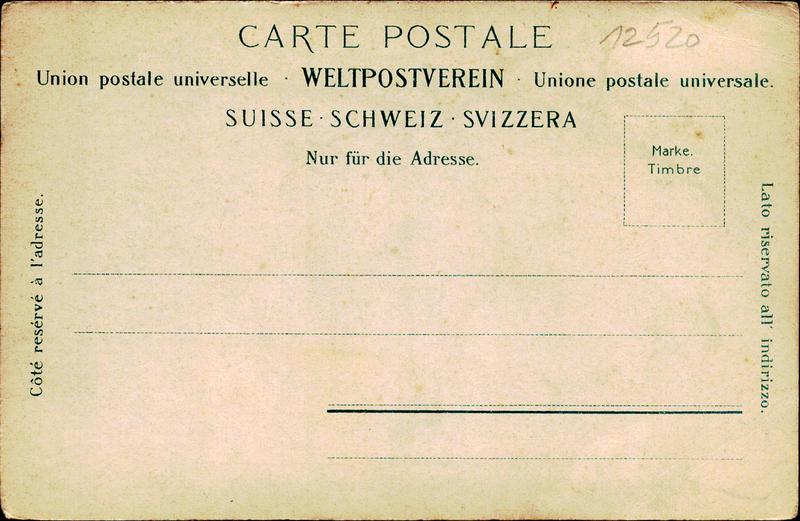 CARTE POSTALE
12520
Union postale universelle · WELTPOSTVEREIN · Unione postale universale.
SUISSE · SCHWEIZ · SVIZZERA
Nur für die Adresse.
Marke.
Timbre
Côté resérvé à l'adresse.
Lato riservato all' indirizzo.